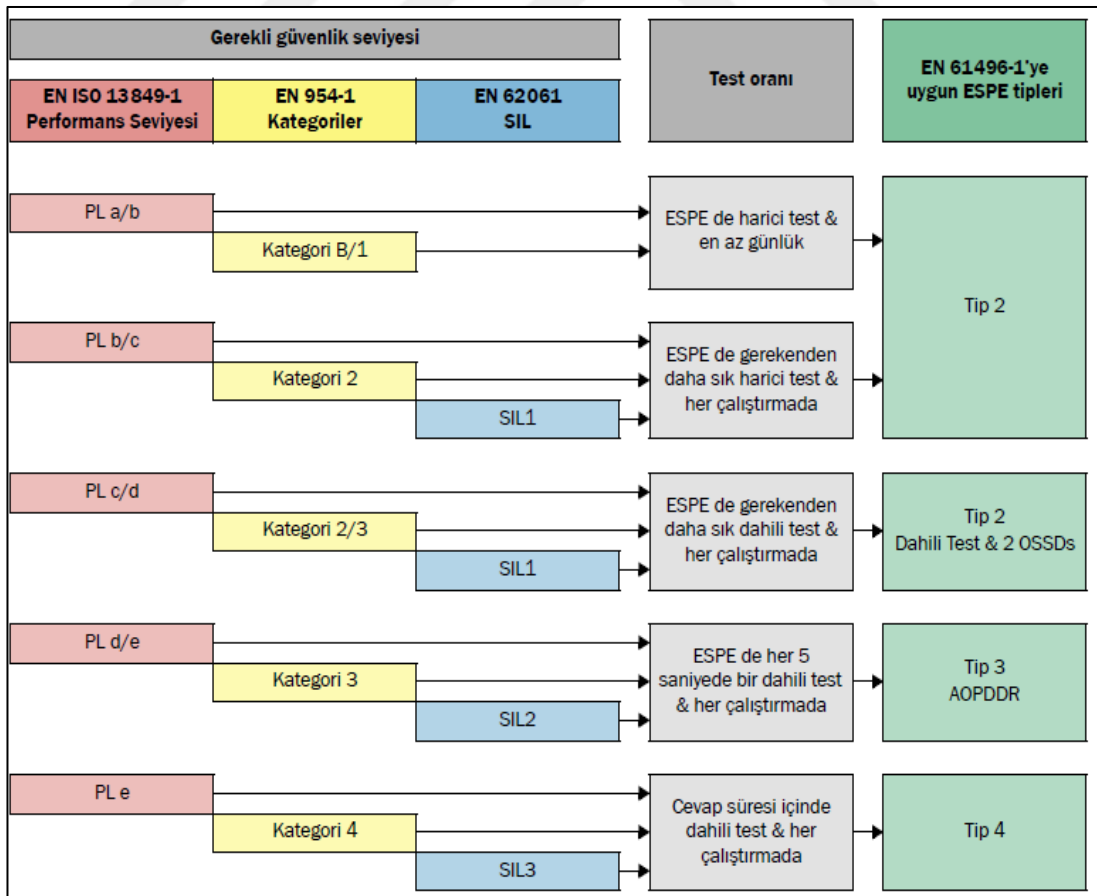 Gerekli güvenlik seviyesi
Test oranı
EN 61496-1'ye
uygun ESPE tipleri
EN ISO 13849-1
Performans Seviyesi
EN 954-1
Kategoriler
EN 62061
SIL
PL a/b
Kategori B/1
ESPE de harici test &
en az günlük
Tip 2
PL b/c
Kategori 2
SIL1
ESPE de gerekenden
daha sık harici test &
her çalıştırmada
PL c/d
Kategori 2/3
SIL1
ESPE de gerekenden
daha sık dahili test &
her çalıştırmada
Tip 2
Dahili Test & 2 OSSDs
PL d/e
Kategori 3
SIL2
ESPE de her 5
saniyede bir dahili test
& her çalıştırmada
Tip 3
AOPDDR
PL e
Kategori 4
SIL3
Cevap süresi içinde
dahili test & her
çalıştırmada
Tip 4